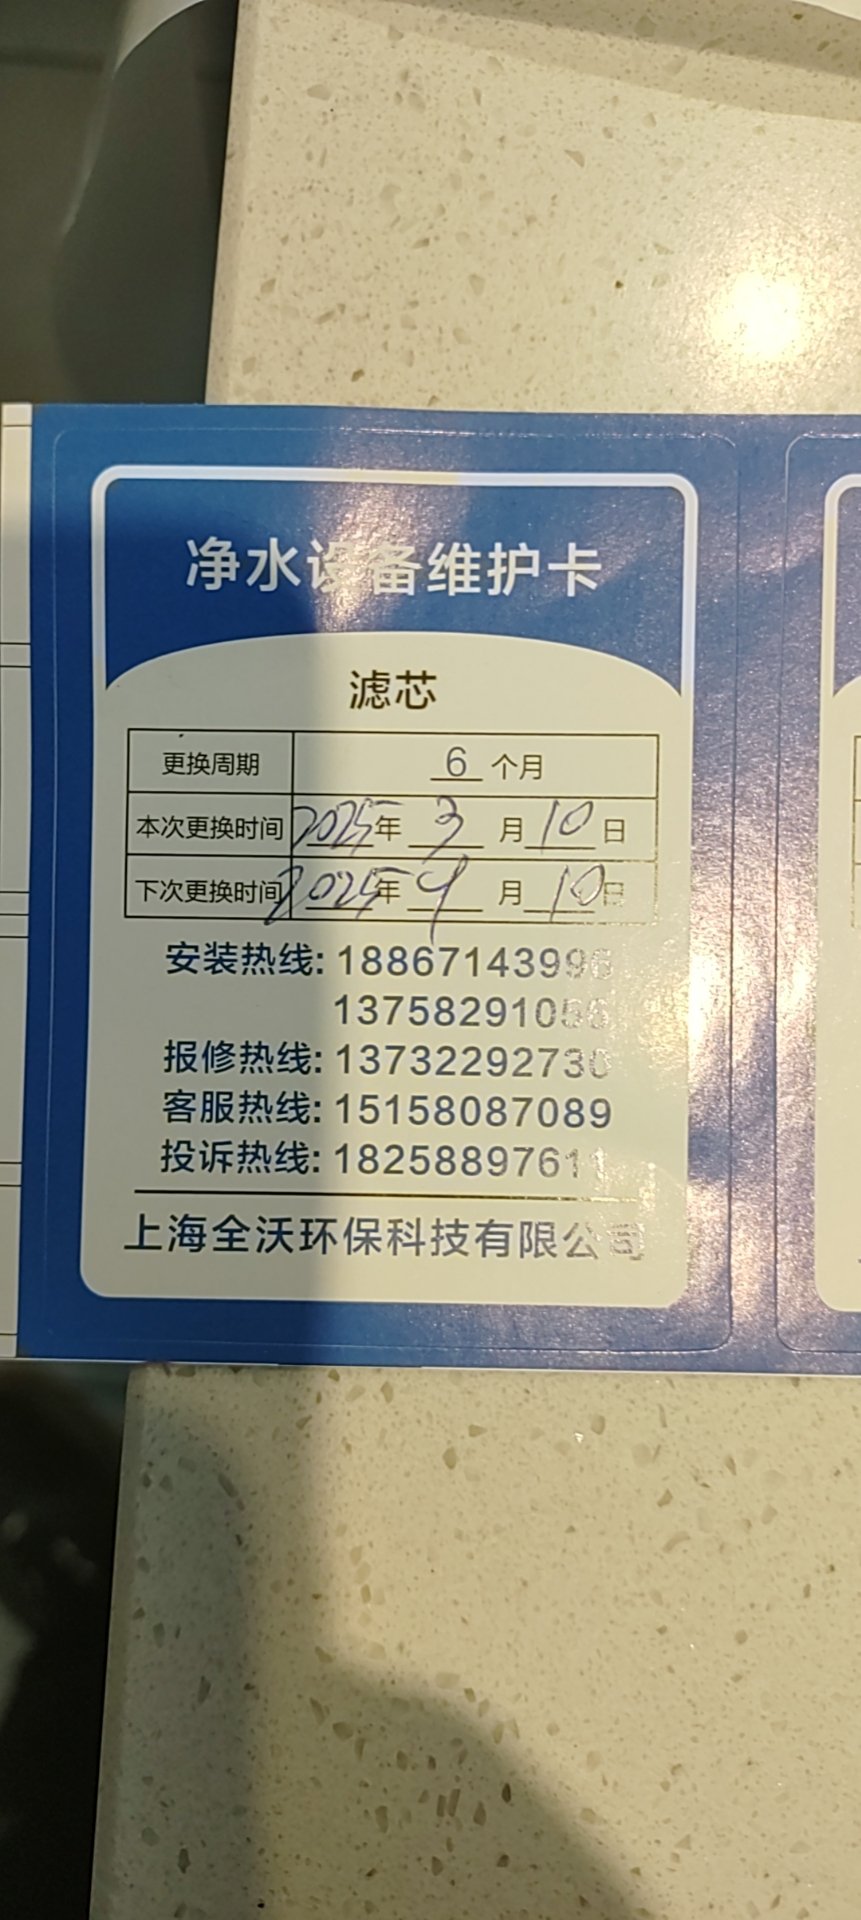 净水设备维护卡
滤芯
更换周期 6 个月
本次更换时间 2025年 3 月 10 日
下次更换时间 2025年 9 月 10 日
安装热线: 18867143996
13758291056
报修热线: 13732292730
客服热线: 15158087089
投诉热线: 18258897611
上海全沃环保科技有限公司